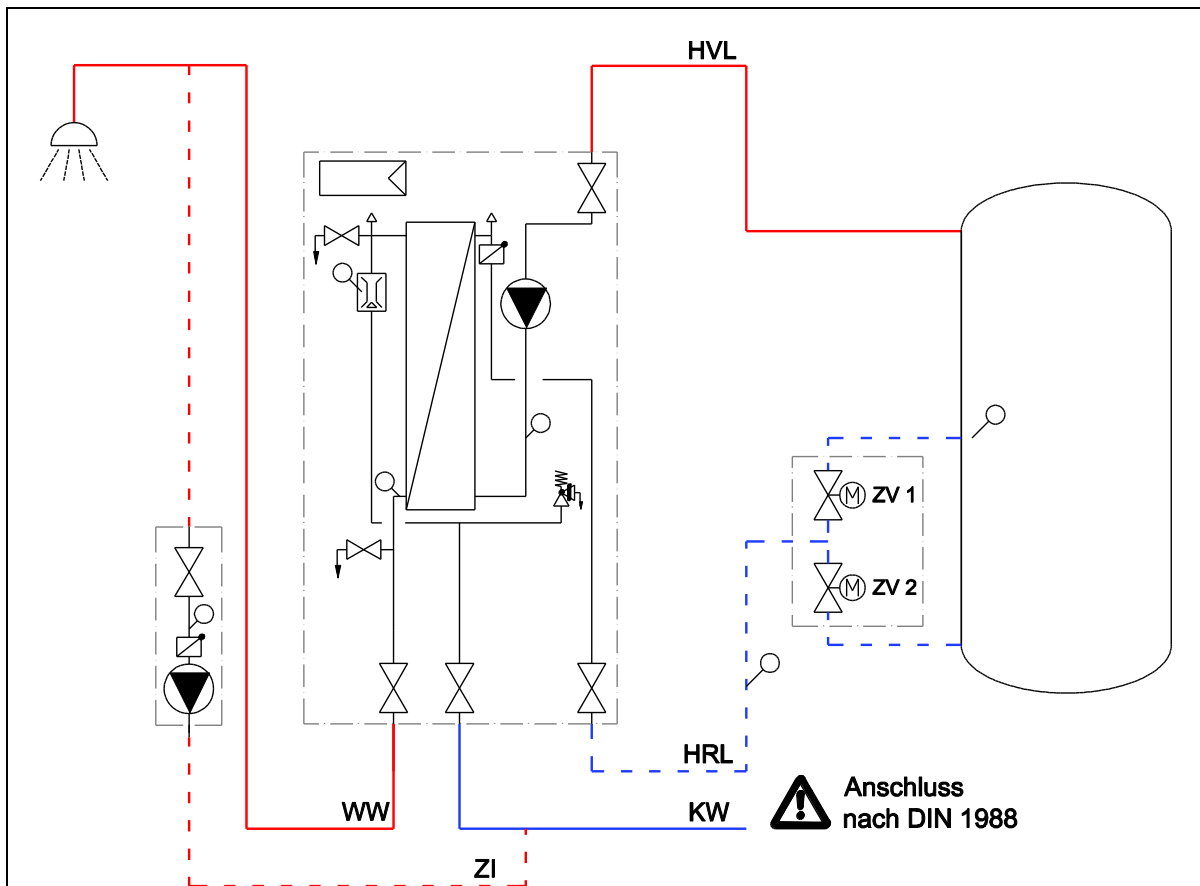 HVL
M ZV 1
M ZV 2
HRL
WW
KW
ZI
Anschluss
nach DIN 1988